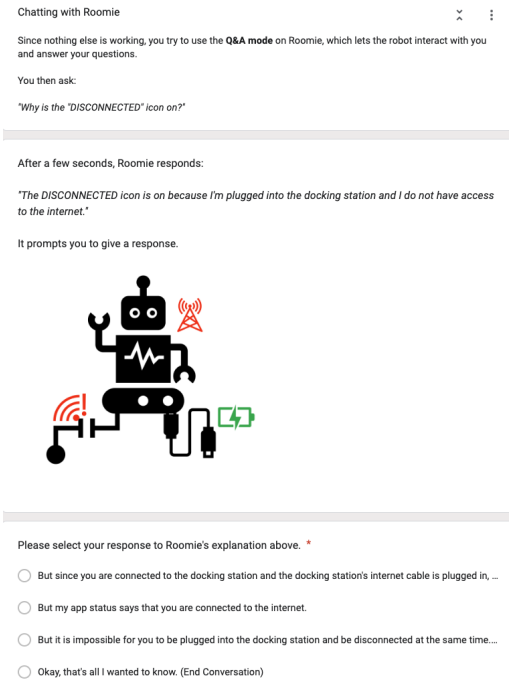 Chatting with Roomie
Since nothing else is working, you try to use the Q&A mode on Roomie, which lets the robot interact with you
and answer your questions.
You then ask:
"Why is the "DISCONNECTED" icon on?"
After a few seconds, Roomie responds:
"The DISCONNECTED icon is on because I'm plugged into the docking station and I do not have access
to the internet."
It prompts you to give a response.
Please select your response to Roomie's explanation above. *
But since you are connected to the docking station and the docking station's internet cable is plugged in, ...
But my app status says that you are connected to the internet.
But it is impossible for you to be plugged into the docking station and be disconnected at the same time....
Okay, that's all I wanted to know. (End Conversation)